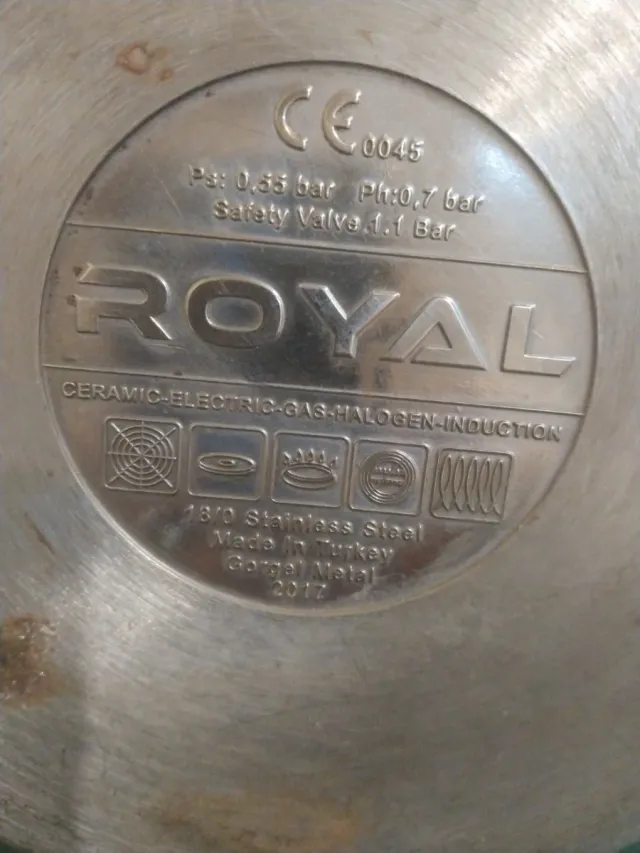 CE 0045
Ps: 0,55 bar Ph:0,7 bar
Safety Valve 1.1 Bar
ROYAL
CERAMIC-ELECTRIC-GAS-HALOGEN-INDUCTION
18/0 Stainless Steel
Made in Turkey
Gorgel Metal
2017